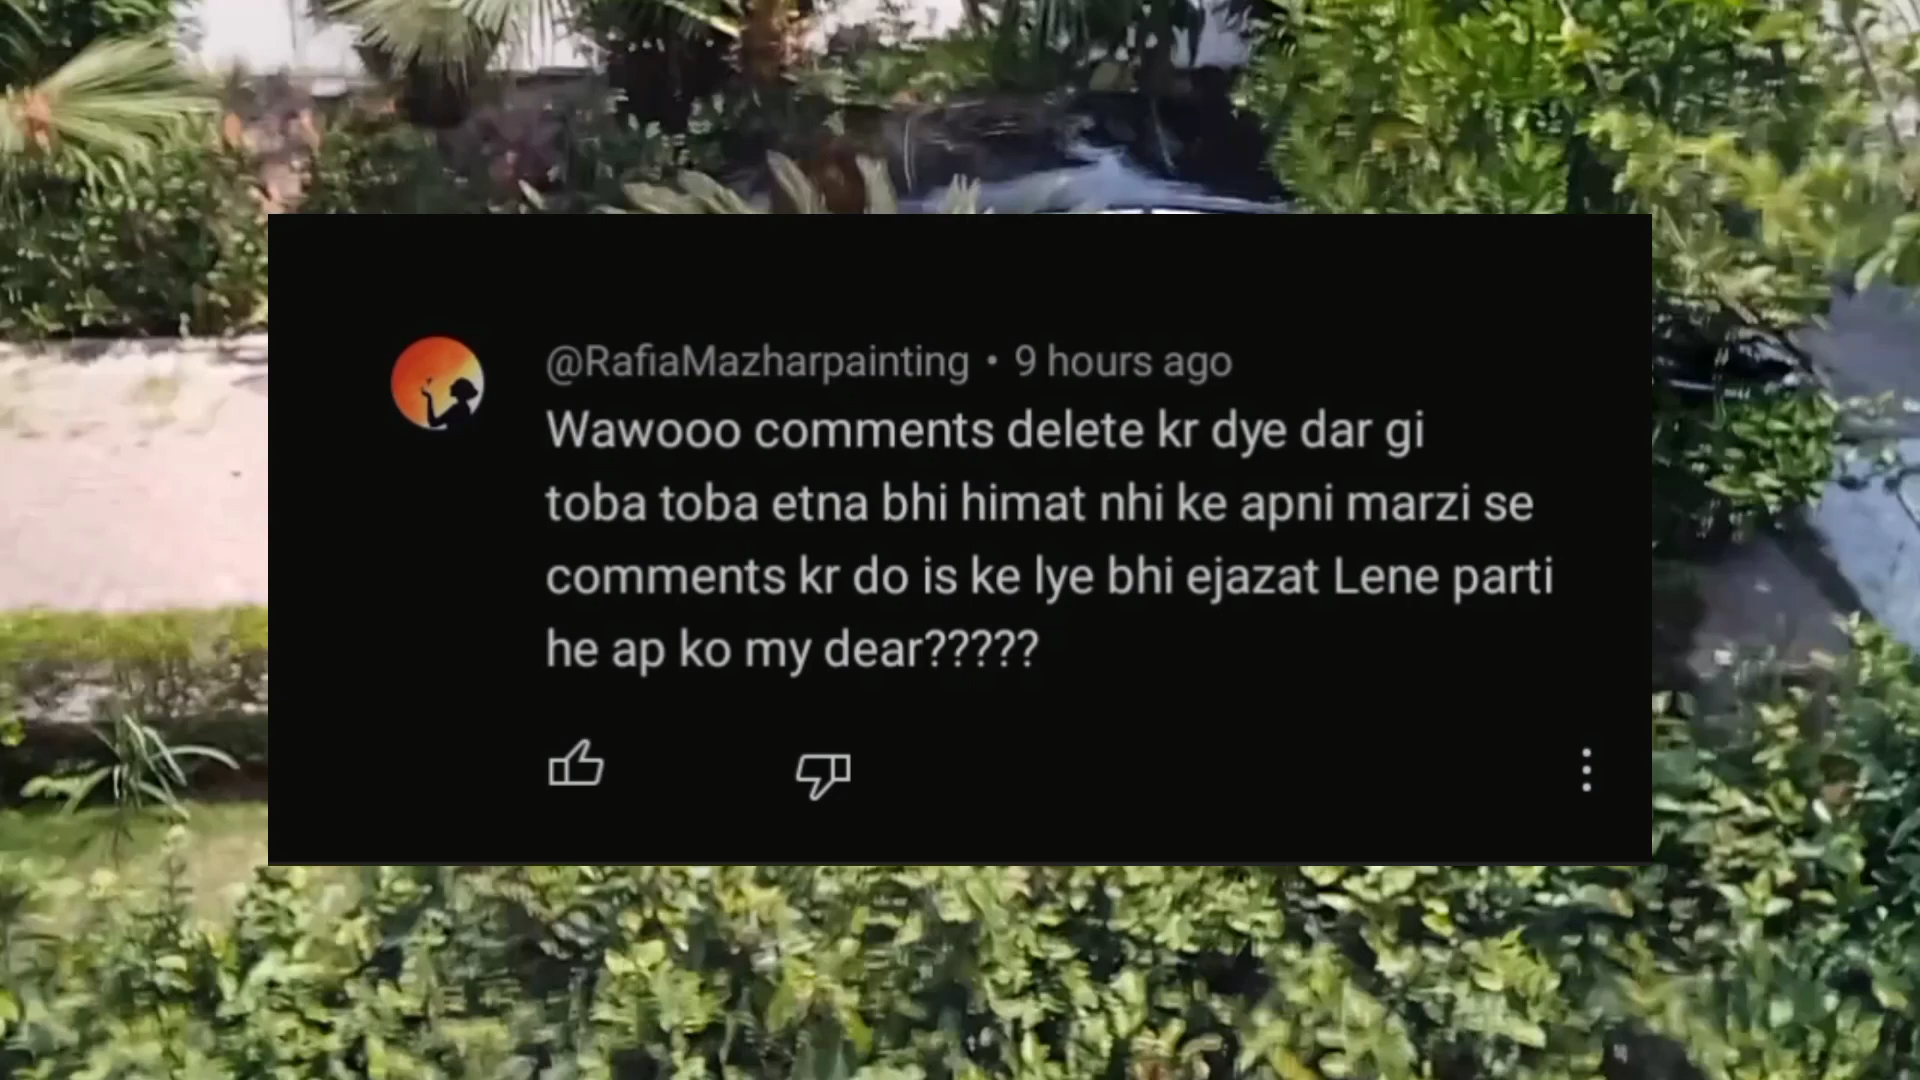 @RafiaMazharpainting • 9 hours ago
Wawooo comments delete kr dye dar gi
toba toba etna bhi himat nhi ke apni marzi se
comments kr do is ke lye bhi ejazat Lene parti
he ap ko my dear?????